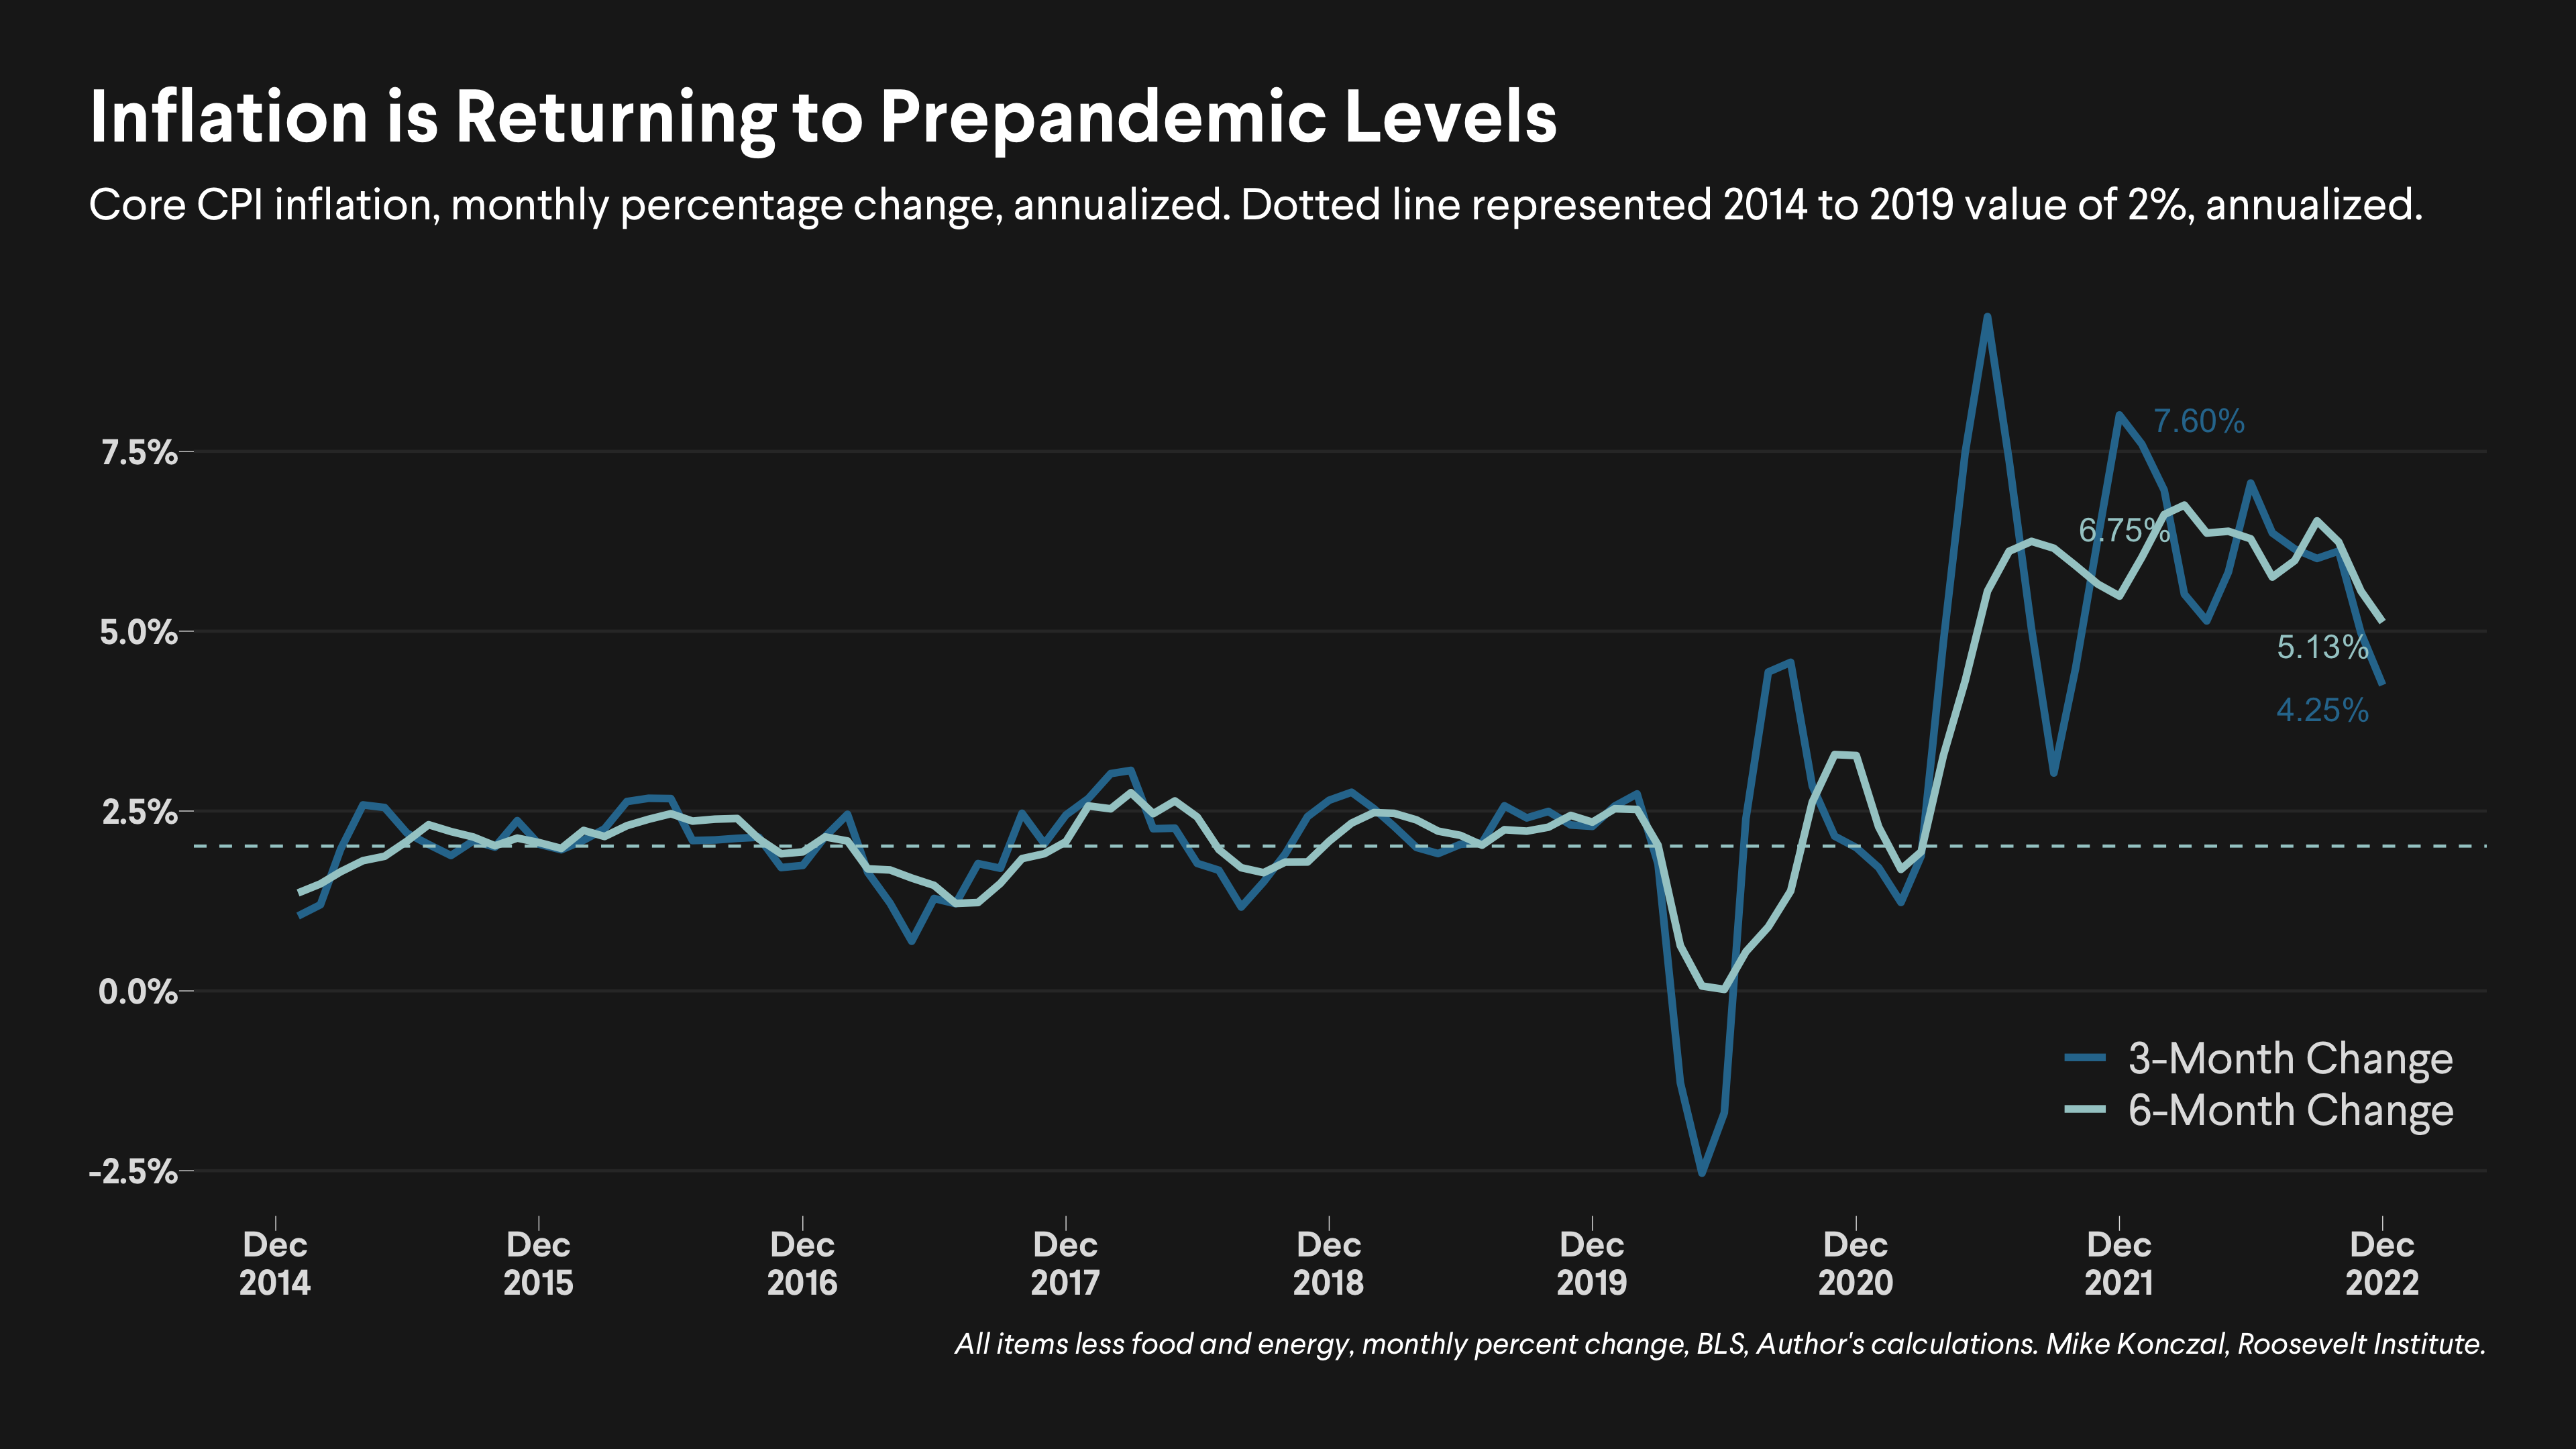 Inflation is Returning to Prepandemic Levels
Core CPI inflation, monthly percentage change, annualized. Dotted line represented 2014 to 2019 value of 2%, annualized.
7.60%
7.5%
6.75%
5.0%
5.13%
4.25%
2.5%
0.0%
3-Month Change
6-Month Change
-2.5%
Dec Dec Dec Dec Dec Dec Dec Dec Dec
2014 2015 2016 2017 2018 2019 2020 2021 2022
All items less food and energy, monthly percent change, BLS, Author's calculations. Mike Konczal, Roosevelt Institute.